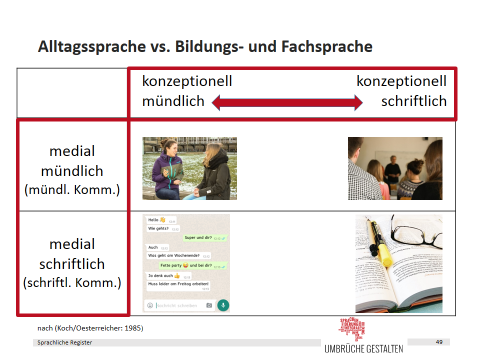 Alltagssprache vs. Bildungs- und Fachsprache
konzeptionell
mündlich
konzeptionell
schriftlich
medial
mündlich
(mündl. Komm.)
medial
schriftlich
(schriftl. Komm.)
Hallo
Wie gehts?
Super und dir?
Auch
Was geht am Wochenende?
Fette party und bei dir?
Ja denk auch
Muss leider am Freitag arbeiten!
nach (Koch/Oesterreicher: 1985)
Sprachliche Register
UMBRÜCHE GESTALTEN
49